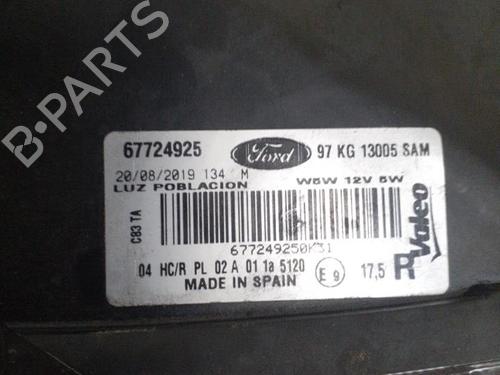 B-PARTS
67724925 Ford 97 KG 13005 SAM
20/08/2019 134 M W5W 12V 5W
LUZ POBLACION
C83 TA
677249250K31
04 HC/R PL 02 A 01 1a 5120 E9 17,5 R Valeo
MADE IN SPAIN